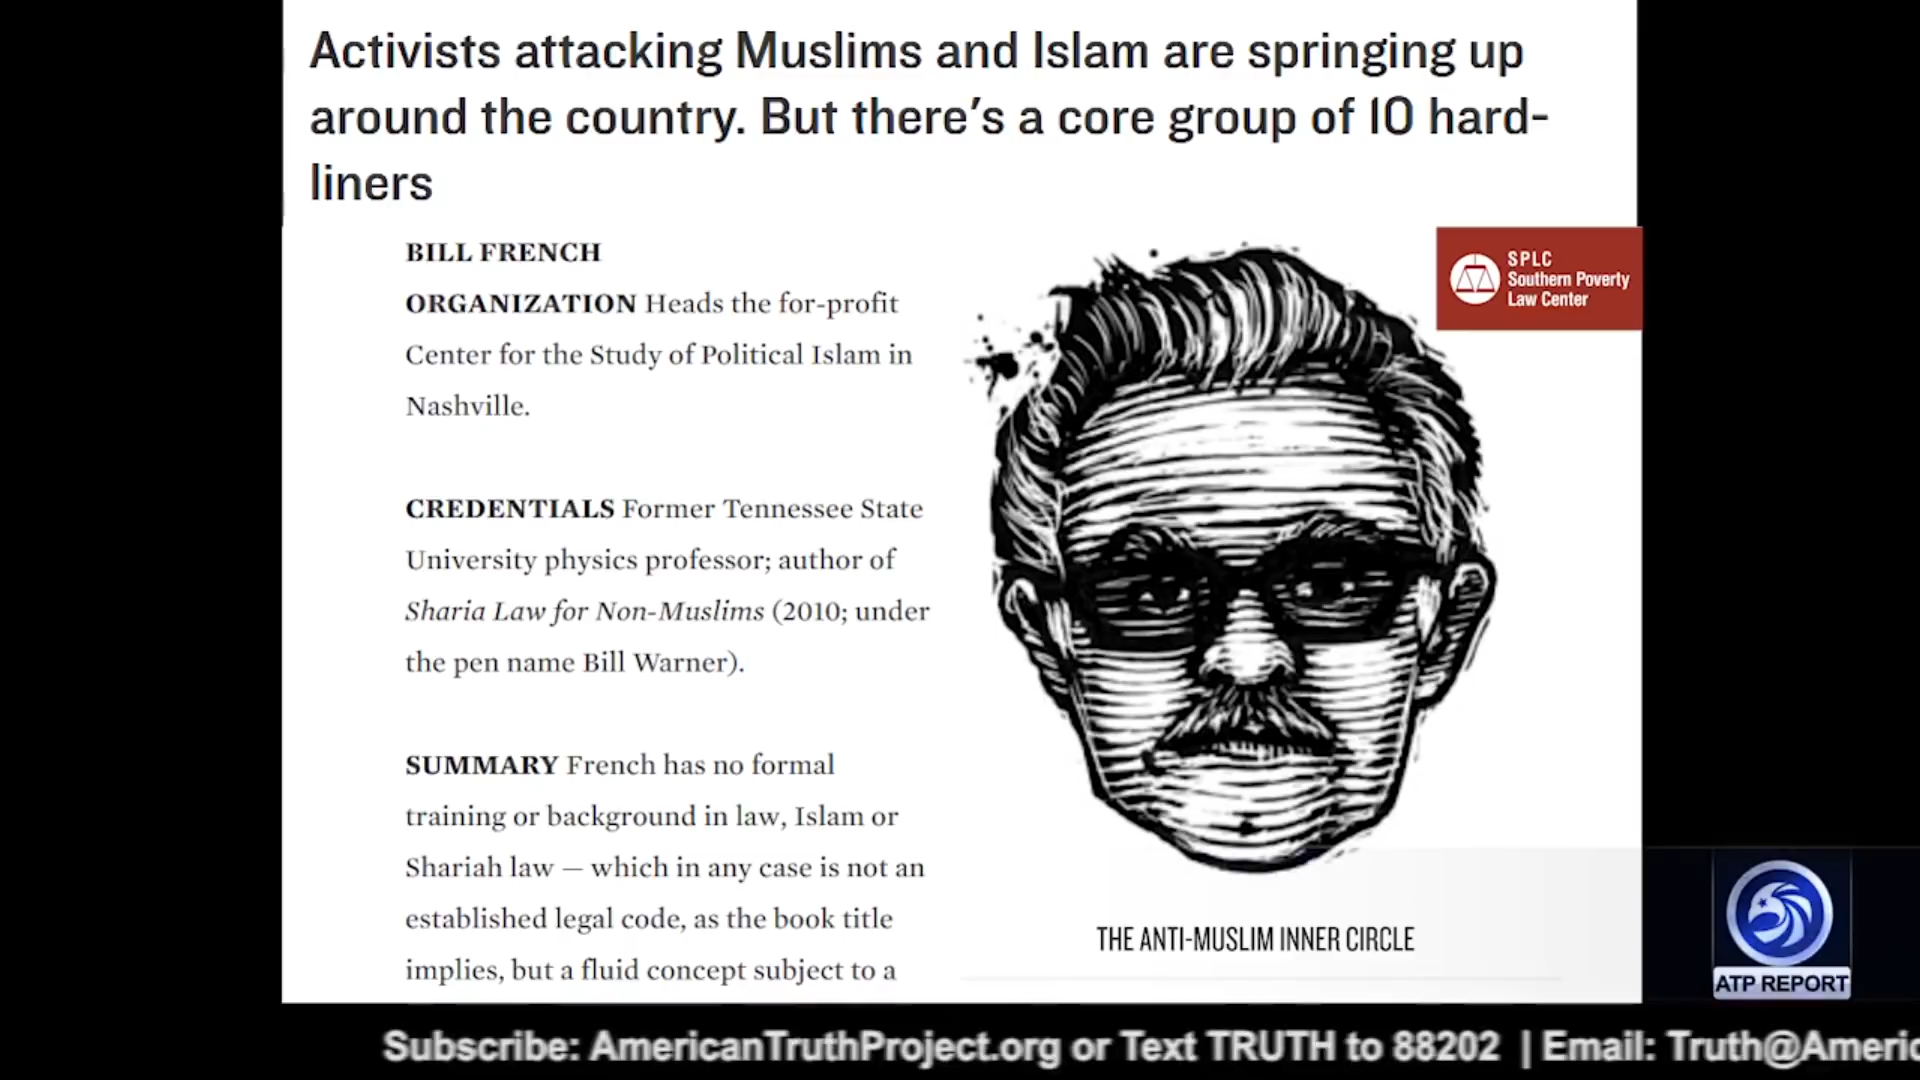 Activists attacking Muslims and Islam are springing up
around the country. But there's a core group of 10 hard-
liners
BILL FRENCH
ORGANIZATION Heads the for-profit
Center for the Study of Political Islam in
Nashville.
CREDENTIALS Former Tennessee State
University physics professor; author of
Sharia Law for Non-Muslims (2010; under
the pen name Bill Warner).
SUMMARY French has no formal
training or background in law, Islam or
Shariah law — which in any case is not an
established legal code, as the book title
implies, but a fluid concept subject to a
SPLC
Southern Poverty
Law Center
THE ANTI-MUSLIM INNER CIRCLE
ATP REPORT
Subscribe: AmericanTruthProject.org or Text TRUTH to 88202 | Email: Truth@Americ